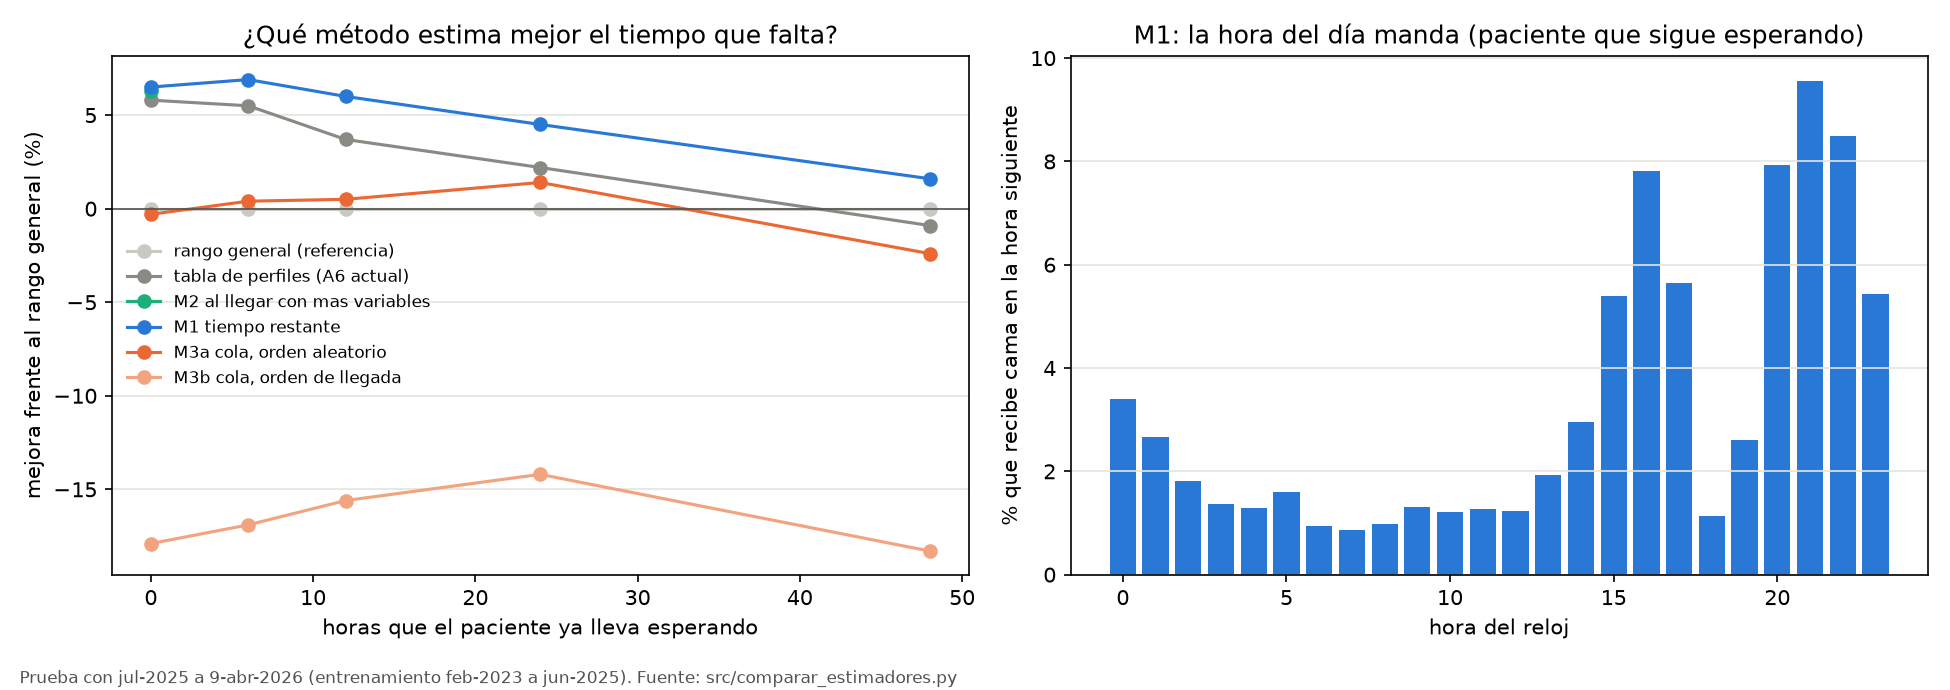 ¿Qué método estima mejor el tiempo que falta?
mejora frente al rango general (%)
5
0
−5
−10
−15
rango general (referencia)
tabla de perfiles (A6 actual)
M2 al llegar con mas variables
M1 tiempo restante
M3a cola, orden aleatorio
M3b cola, orden de llegada
0 10 20 30 40 50
horas que el paciente ya lleva esperando
M1: la hora del día manda (paciente que sigue esperando)
% que recibe cama en la hora siguiente
10
8
6
4
2
0
0 5 10 15 20
hora del reloj
Prueba con jul-2025 a 9-abr-2026 (entrenamiento feb-2023 a jun-2025). Fuente: src/comparar_estimadores.py